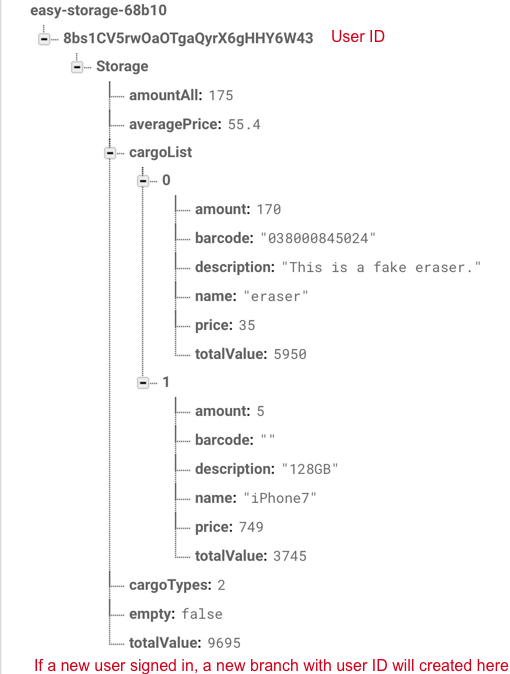 easy-storage-68b10
8bs1CV5rwOaOTgaQyrX6gHHY6W43 User ID
Storage
amountAll: 175
averagePrice: 55.4
cargoList
0
amount: 170
barcode: "038000845024"
description: "This is a fake eraser."
name: "eraser"
price: 35
totalValue: 5950
1
amount: 5
barcode: ""
description: "128GB"
name: "iPhone7"
price: 749
totalValue: 3745
cargoTypes: 2
empty: false
totalValue: 9695
If a new user signed in, a new branch with user ID will created here